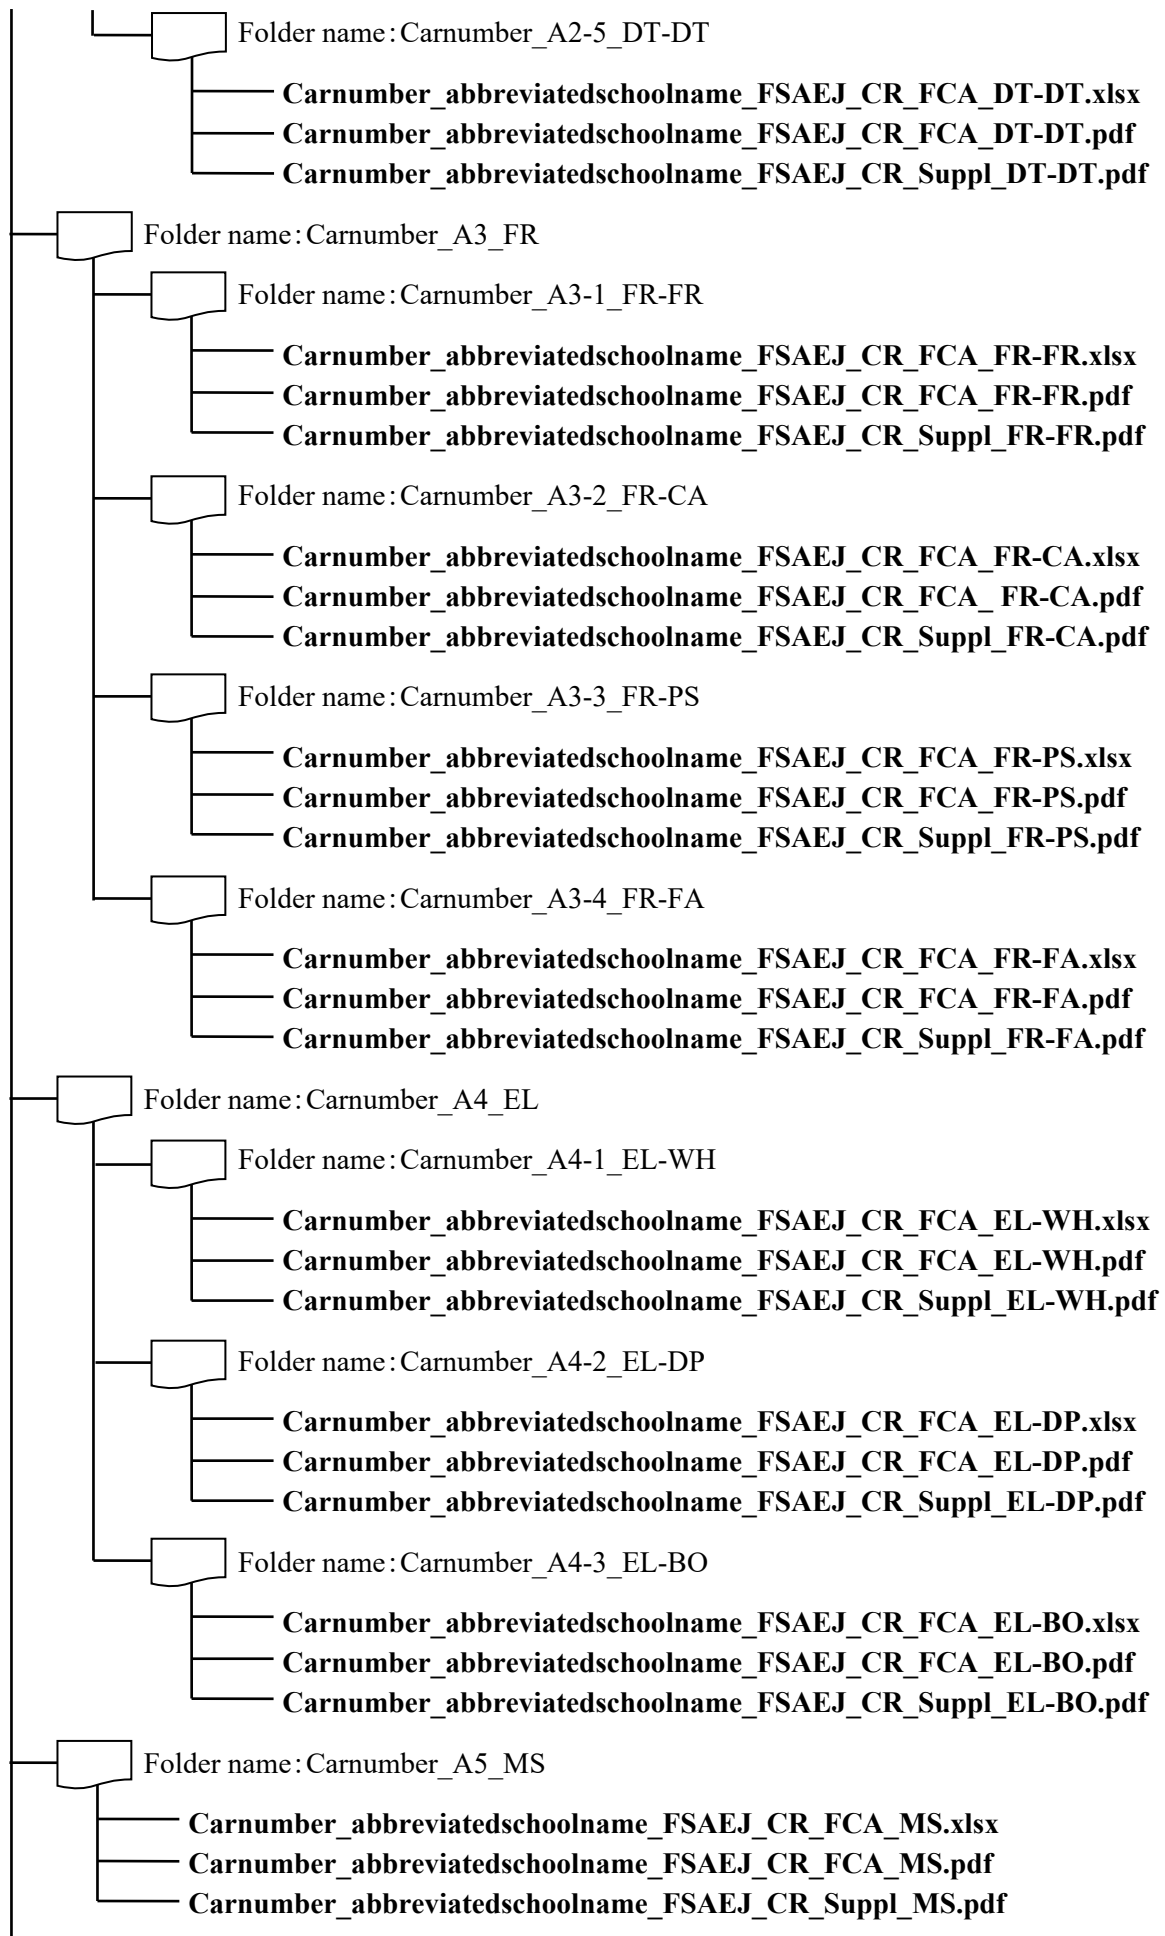 Folder name：Carnumber_A2-5_DT-DT
Carnumber_abbreviatedschoolname_FSAEJ_CR_FCA_DT-DT.xlsx
Carnumber_abbreviatedschoolname_FSAEJ_CR_FCA_DT-DT.pdf
Carnumber_abbreviatedschoolname_FSAEJ_CR_Suppl_DT-DT.pdf
Folder name：Carnumber_A3_FR
Folder name：Carnumber_A3-1_FR-FR
Carnumber_abbreviatedschoolname_FSAEJ_CR_FCA_FR-FR.xlsx
Carnumber_abbreviatedschoolname_FSAEJ_CR_FCA_FR-FR.pdf
Carnumber_abbreviatedschoolname_FSAEJ_CR_Suppl_FR-FR.pdf
Folder name：Carnumber_A3-2_FR-CA
Carnumber_abbreviatedschoolname_FSAEJ_CR_FCA_FR-CA.xlsx
Carnumber_abbreviatedschoolname_FSAEJ_CR_FCA_ FR-CA.pdf
Carnumber_abbreviatedschoolname_FSAEJ_CR_Suppl_FR-CA.pdf
Folder name：Carnumber_A3-3_FR-PS
Carnumber_abbreviatedschoolname_FSAEJ_CR_FCA_FR-PS.xlsx
Carnumber_abbreviatedschoolname_FSAEJ_CR_FCA_FR-PS.pdf
Carnumber_abbreviatedschoolname_FSAEJ_CR_Suppl_FR-PS.pdf
Folder name：Carnumber_A3-4_FR-FA
Carnumber_abbreviatedschoolname_FSAEJ_CR_FCA_FR-FA.xlsx
Carnumber_abbreviatedschoolname_FSAEJ_CR_FCA_FR-FA.pdf
Carnumber_abbreviatedschoolname_FSAEJ_CR_Suppl_FR-FA.pdf
Folder name：Carnumber_A4_EL
Folder name：Carnumber_A4-1_EL-WH
Carnumber_abbreviatedschoolname_FSAEJ_CR_FCA_EL-WH.xlsx
Carnumber_abbreviatedschoolname_FSAEJ_CR_FCA_EL-WH.pdf
Carnumber_abbreviatedschoolname_FSAEJ_CR_Suppl_EL-WH.pdf
Folder name：Carnumber_A4-2_EL-DP
Carnumber_abbreviatedschoolname_FSAEJ_CR_FCA_EL-DP.xlsx
Carnumber_abbreviatedschoolname_FSAEJ_CR_FCA_EL-DP.pdf
Carnumber_abbreviatedschoolname_FSAEJ_CR_Suppl_EL-DP.pdf
Folder name：Carnumber_A4-3_EL-BO
Carnumber_abbreviatedschoolname_FSAEJ_CR_FCA_EL-BO.xlsx
Carnumber_abbreviatedschoolname_FSAEJ_CR_FCA_EL-BO.pdf
Carnumber_abbreviatedschoolname_FSAEJ_CR_Suppl_EL-BO.pdf
Folder name：Carnumber_A5_MS
Carnumber_abbreviatedschoolname_FSAEJ_CR_FCA_MS.xlsx
Carnumber_abbreviatedschoolname_FSAEJ_CR_FCA_MS.pdf
Carnumber_abbreviatedschoolname_FSAEJ_CR_Suppl_MS.pdf